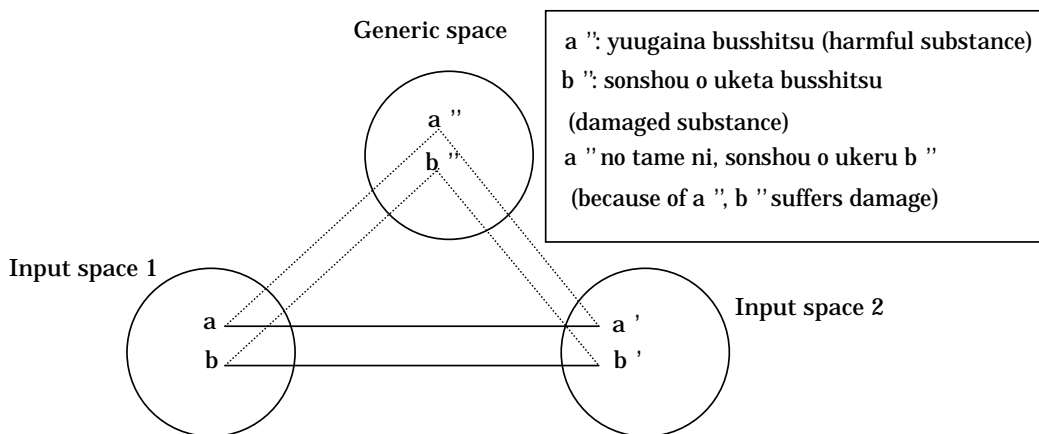 Generic space
a ”: yuugaina busshitsu (harmful substance)
b ”: sonshou o uketa busshitsu
(damaged substance)
a ” no tame ni, sonshou o ukeru b ”
(because of a ”, b ” suffers damage)
a ”
b ”
Input space 1
Input space 2
a
a ’
b
b ’